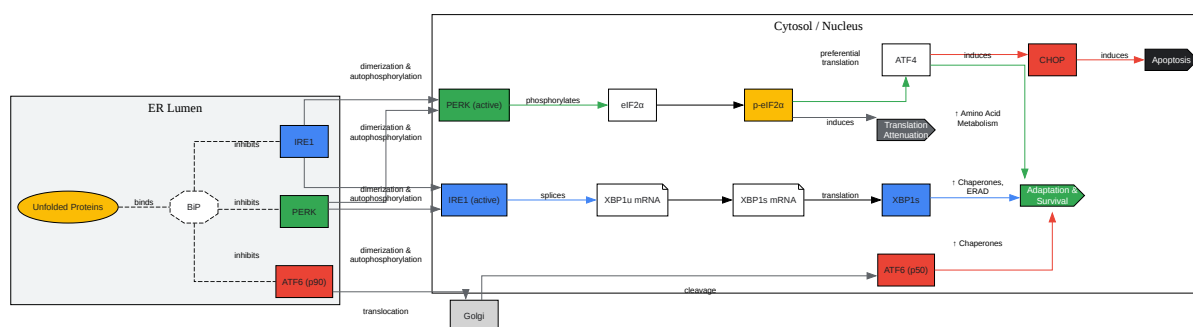 Cytosol / Nucleus
preferential
translation
ATF4
induces
CHOP
induces
Apoptosis
dimerization &
autophosphorylation
ER Lumen
PERK (active)
phosphorylates
eIF2α
p-eIF2α
induces
Translation
Attenuation
↑ Amino Acid
Metabolism
dimerization &
autophosphorylation
IRE1
inhibits
Unfolded Proteins
binds
BiP
inhibits
PERK
dimerization &
autophosphorylation
IRE1 (active)
splices
XBP1u mRNA
XBP1s mRNA
translation
XBP1s
↑ Chaperones,
ERAD
Adaptation &
Survival
inhibits
ATF6 (p90)
dimerization &
autophosphorylation
↑ Chaperones
ATF6 (p50)
cleavage
translocation
Golgi